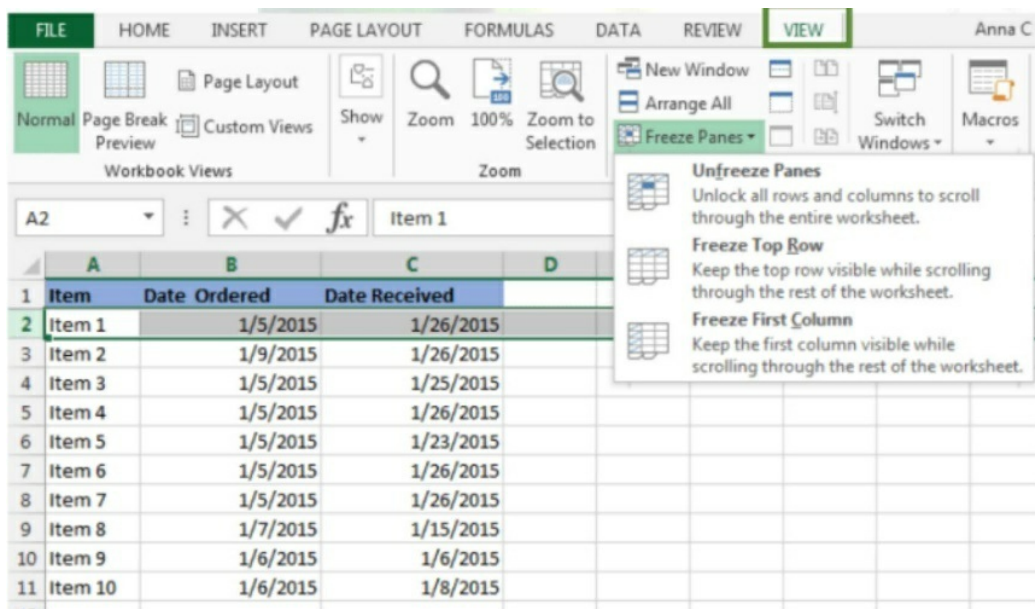 FILE HOME INSERT PAGE LAYOUT FORMULAS DATA REVIEW VIEW Anna C
Normal
Page Break
Preview
Page Layout
Custom Views
Workbook Views
Show
Zoom
100%
Zoom to
Selection
Zoom
New Window
Arrange All
Freeze Panes
Switch
Windows
Macros
Unfreeze Panes
Unlock all rows and columns to scroll
through the entire worksheet.
Freeze Top Row
Keep the top row visible while scrolling
through the rest of the worksheet.
Freeze First Column
Keep the first column visible while
scrolling through the rest of the worksheet.
A2 fx Item 1
A B C D
1 Item Date Ordered Date Received
2 Item 1 1/5/2015 1/26/2015
3 Item 2 1/9/2015 1/26/2015
4 Item 3 1/5/2015 1/25/2015
5 Item 4 1/5/2015 1/26/2015
6 Item 5 1/5/2015 1/23/2015
7 Item 6 1/5/2015 1/26/2015
8 Item 7 1/5/2015 1/26/2015
9 Item 8 1/7/2015 1/15/2015
10 Item 9 1/6/2015 1/6/2015
11 Item 10 1/6/2015 1/8/2015